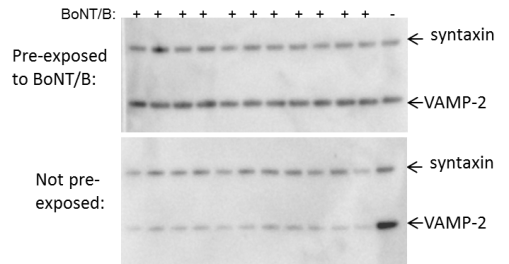 BoNT/B: + + + + + + + + + + + -
Pre-exposed
to BoNT/B:
syntaxin
VAMP-2
Not pre-
exposed:
syntaxin
VAMP-2